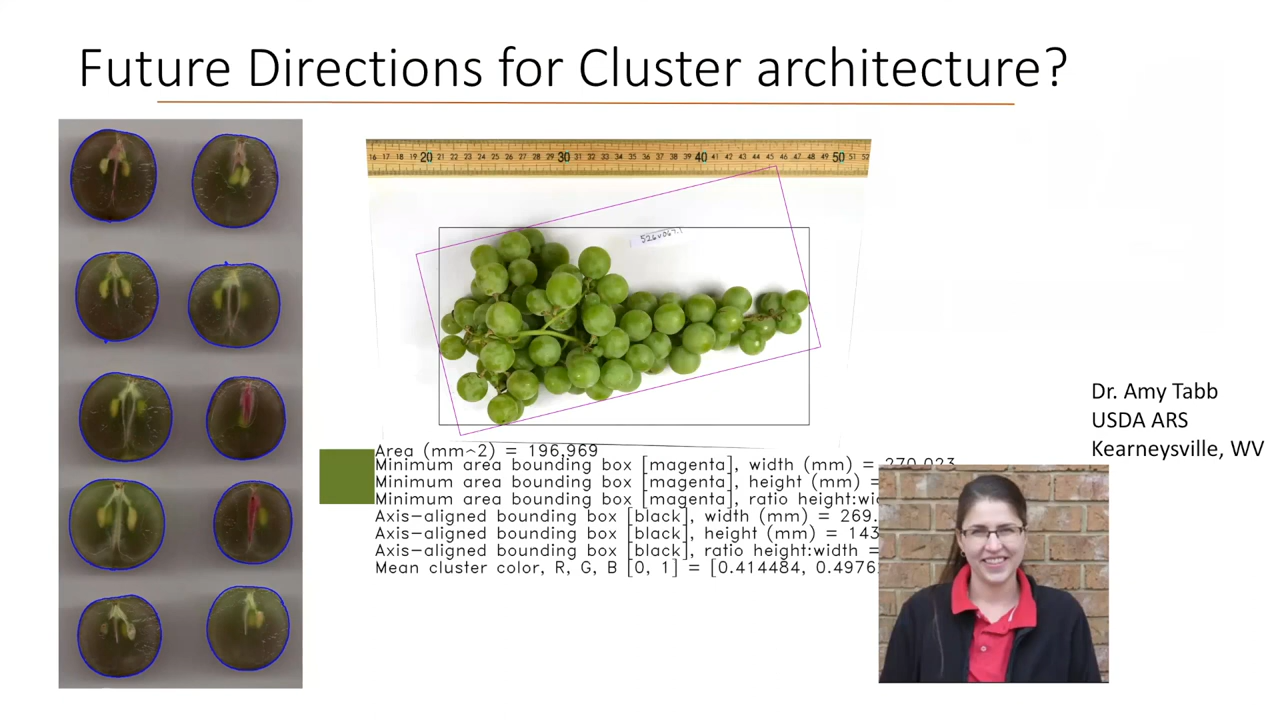 Future Directions for Cluster architecture?
16 17 18 19 20 21 22 23 24 25 26 27 28 29 30 31 32 33 34 35 36 37 38 39 40 41 42 43 44 45 46 47 48 49 50 51 52
Dr. Amy Tabb
USDA ARS
Kearneysville, WV
Area (mm^2) = 196,969
Minimum area bounding box [magenta], width (mm) = 270.023
Minimum area bounding box [magenta], height (mm) =
Minimum area bounding box [magenta], ratio height:wi
Axis-aligned bounding box [black], width (mm) = 269.
Axis-aligned bounding box [black], height (mm) = 143
Axis-aligned bounding box [black], ratio height:width =
Mean cluster color, R, G, B [0, 1] = [0.414484, 0.4976